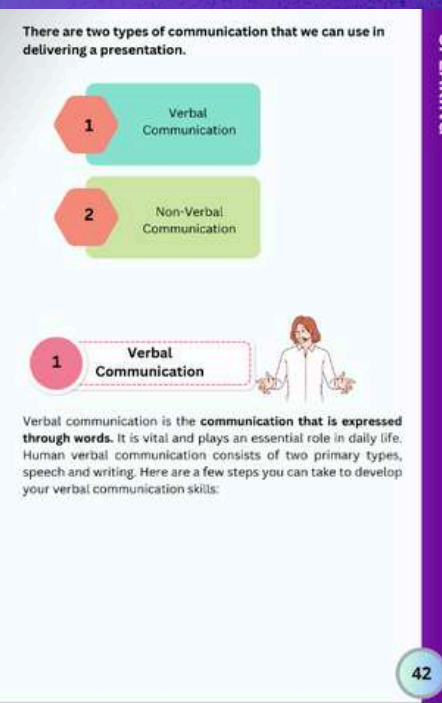 There are two types of communication that we can use in
delivering a presentation.
1
Verbal
Communication
2
Non-Verbal
Communication
1
Verbal
Communication
Verbal communication is the communication that is expressed
through words. It is vital and plays an essential role in daily life.
Human verbal communication consists of two primary types,
speech and writing. Here are a few steps you can take to develop
your verbal communication skills:
42